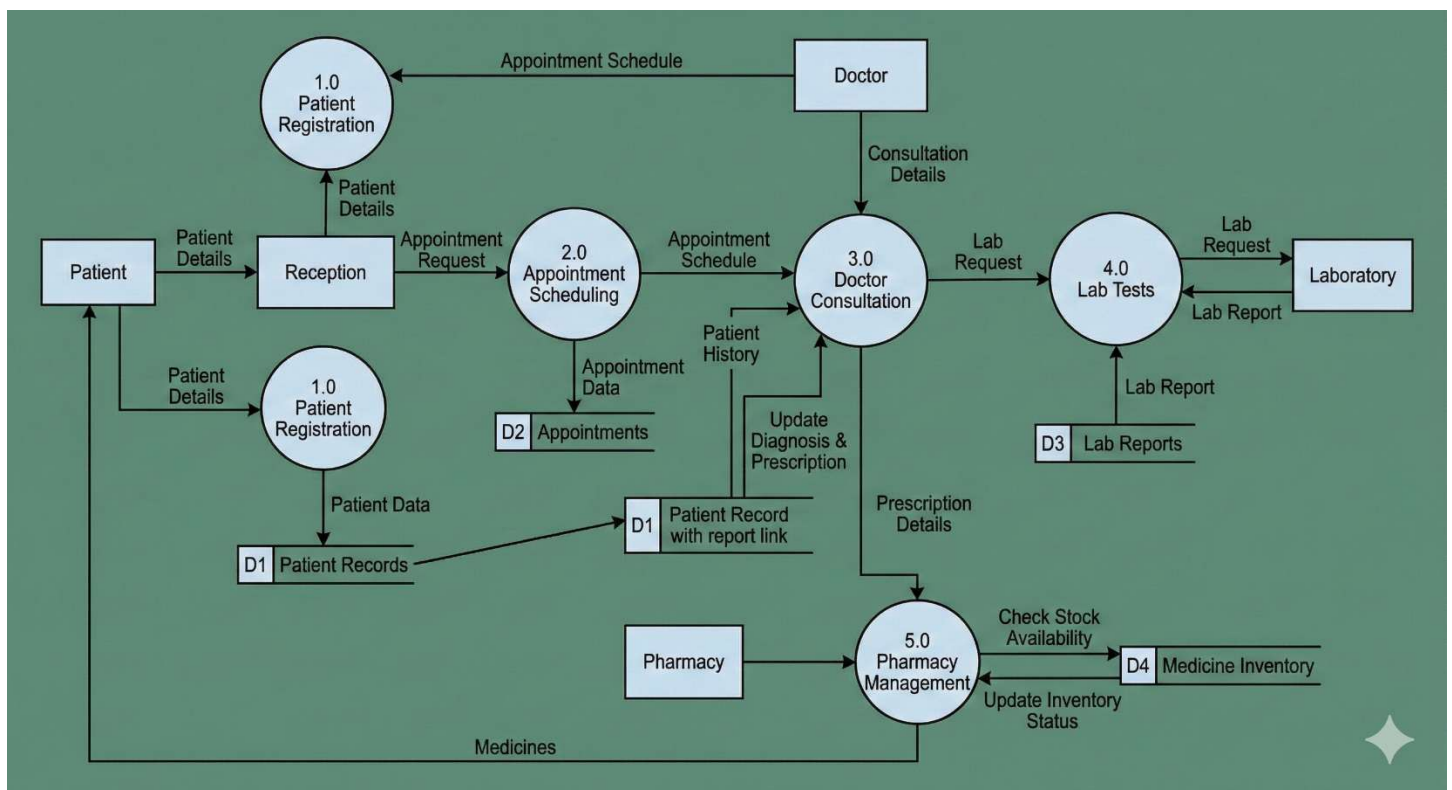 Appointment Schedule
1.0
Patient
Registration
Doctor
Consultation
Details
Patient
Details
Patient
Patient
Details
Reception
Appointment
Request
2.0
Appointment
Scheduling
Appointment
Schedule
3.0
Doctor
Consultation
Lab
Request
4.0
Lab Tests
Lab
Request
Laboratory
Lab Report
Patient
History
Patient
Details
1.0
Patient
Registration
Appointment
Data
D2 Appointments
Update
Diagnosis &
Prescription
Lab Report
D3 Lab Reports
Patient Data
D1 Patient Records
D1 Patient Record
with report link
Prescription
Details
Pharmacy
5.0
Pharmacy
Management
Check Stock
Availability
D4 Medicine Inventory
Update Inventory
Status
Medicines